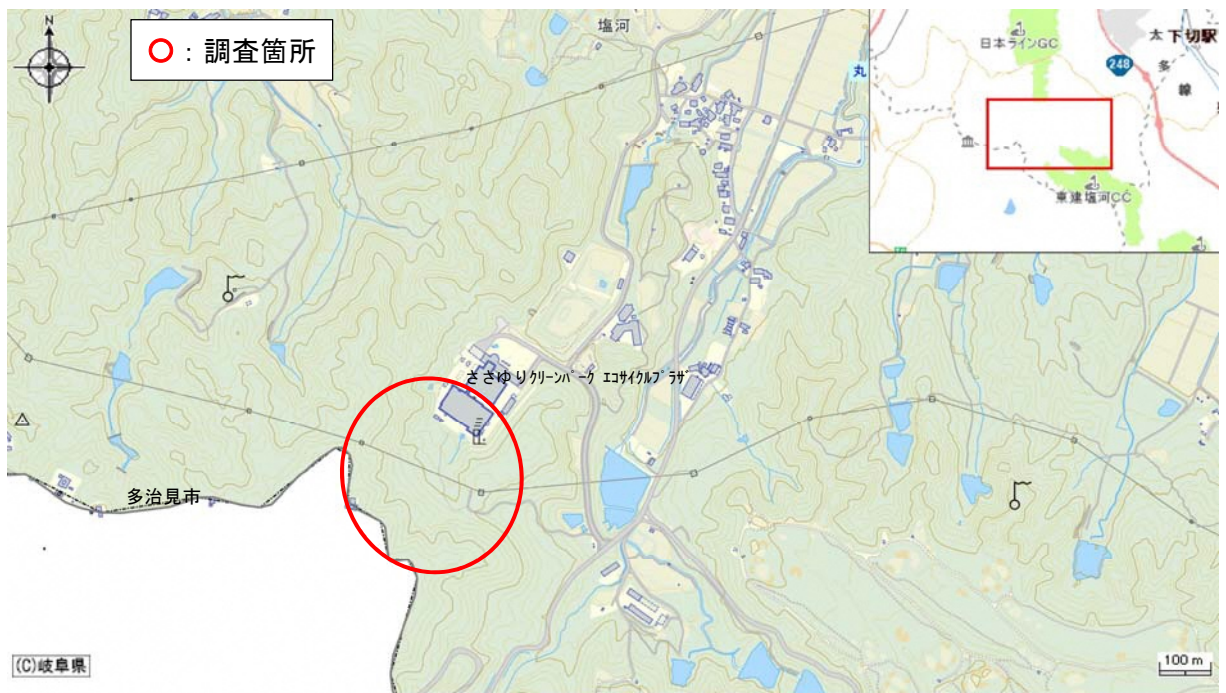 N
○ : 調査箇所
塩河
丸
日本ラインGC
太
下切駅
248
多
線
東建塩河CC
ささゆりクリーンパーク エコサイクルプラザ
多治見市
(C)岐阜県
100 m